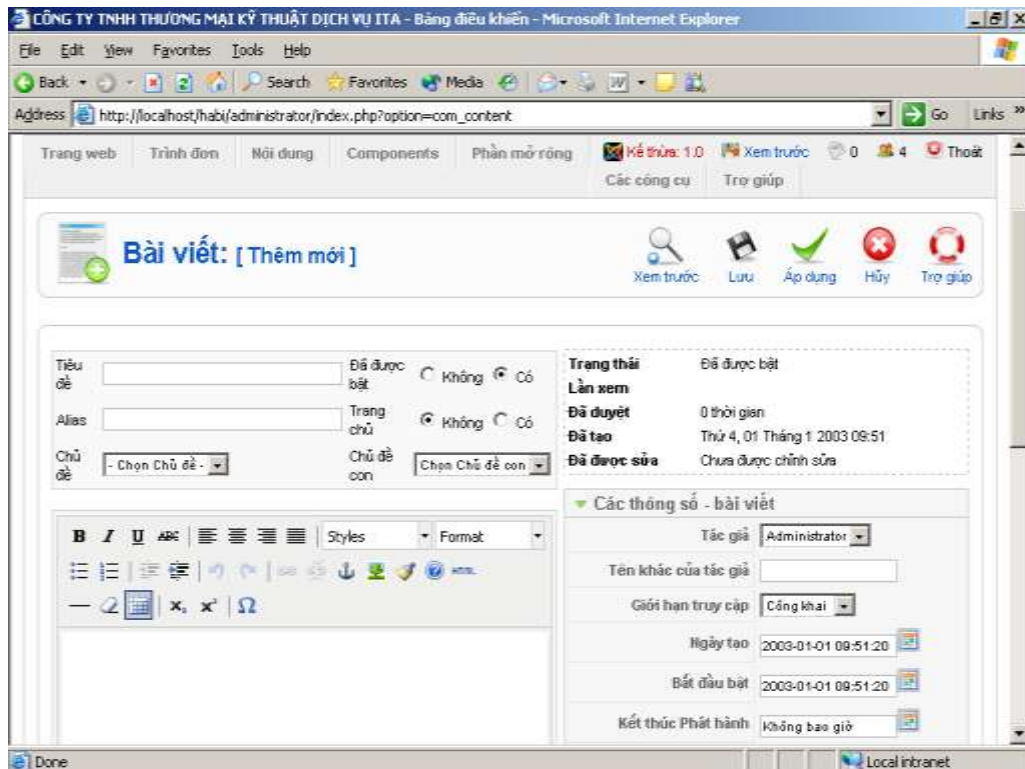 CÔNG TY TNHH THƯƠNG MẠI KỸ THUẬT DỊCH VỤ ITA - Bảng điều khiển - Microsoft Internet Explorer
File Edit View Favorites Tools Help
Back Search Favorites Media
Address http://localhost/habi/administrator/index.php?option=com_content Go Links »
Trang web Trình đơn Nội dung Components Phần mở rộng Kế thừa: 1.0 Xem trước 0 4 Thoát
Các công cụ Trợ giúp
Bài viết: [ Thêm mới ]
Xem trước Lưu Áp dụng Hủy Trợ giúp
Tiêu đề Đã được bật Không Có
Alias Trang chủ Không Có
Chủ đề - Chọn Chủ đề - Chủ đề con Chọn Chủ đề con
Trạng thái Đã được bật
Lần xem
Đã duyệt 0 thời gian
Đã tạo Thứ 4, 01 Tháng 1 2003 09:51
Đã được sửa Chưa được chỉnh sửa
B I U ABC Styles Format
HTML
x₂ x² Ω
Các thông số - bài viết
Tác giả Administrator
Tên khác của tác giả
Giới hạn truy cập Công khai
Ngày tạo 2003-01-01 09:51:20
Bắt đầu bật 2003-01-01 09:51:20
Kết thúc Phát hành Không bao giờ
Done Local intranet